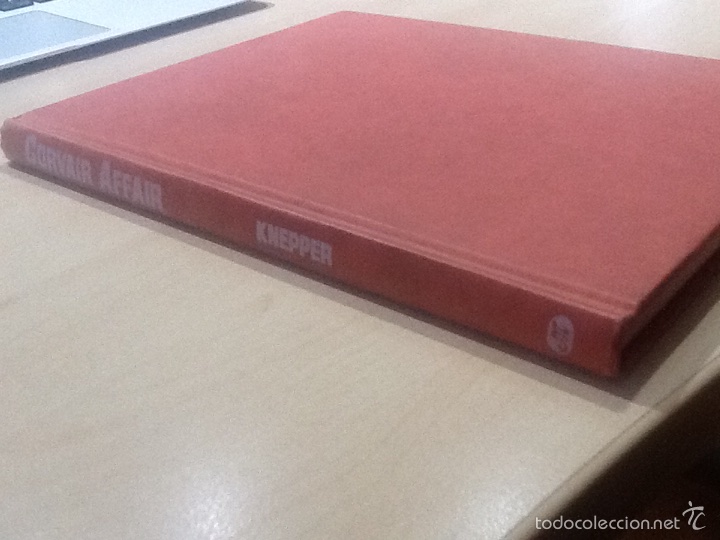 CORVAIR AFFAIR
KNEPPER
todocoleccion.net